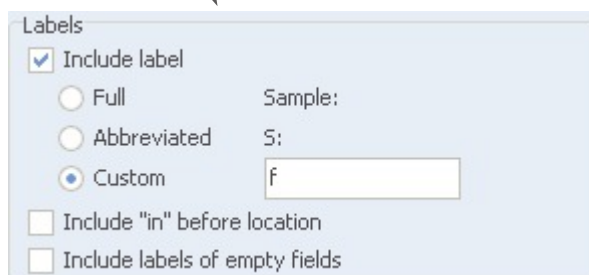 Labels
Include label
Full Sample:
Abbreviated S:
Custom f
Include "in" before location
Include labels of empty fields